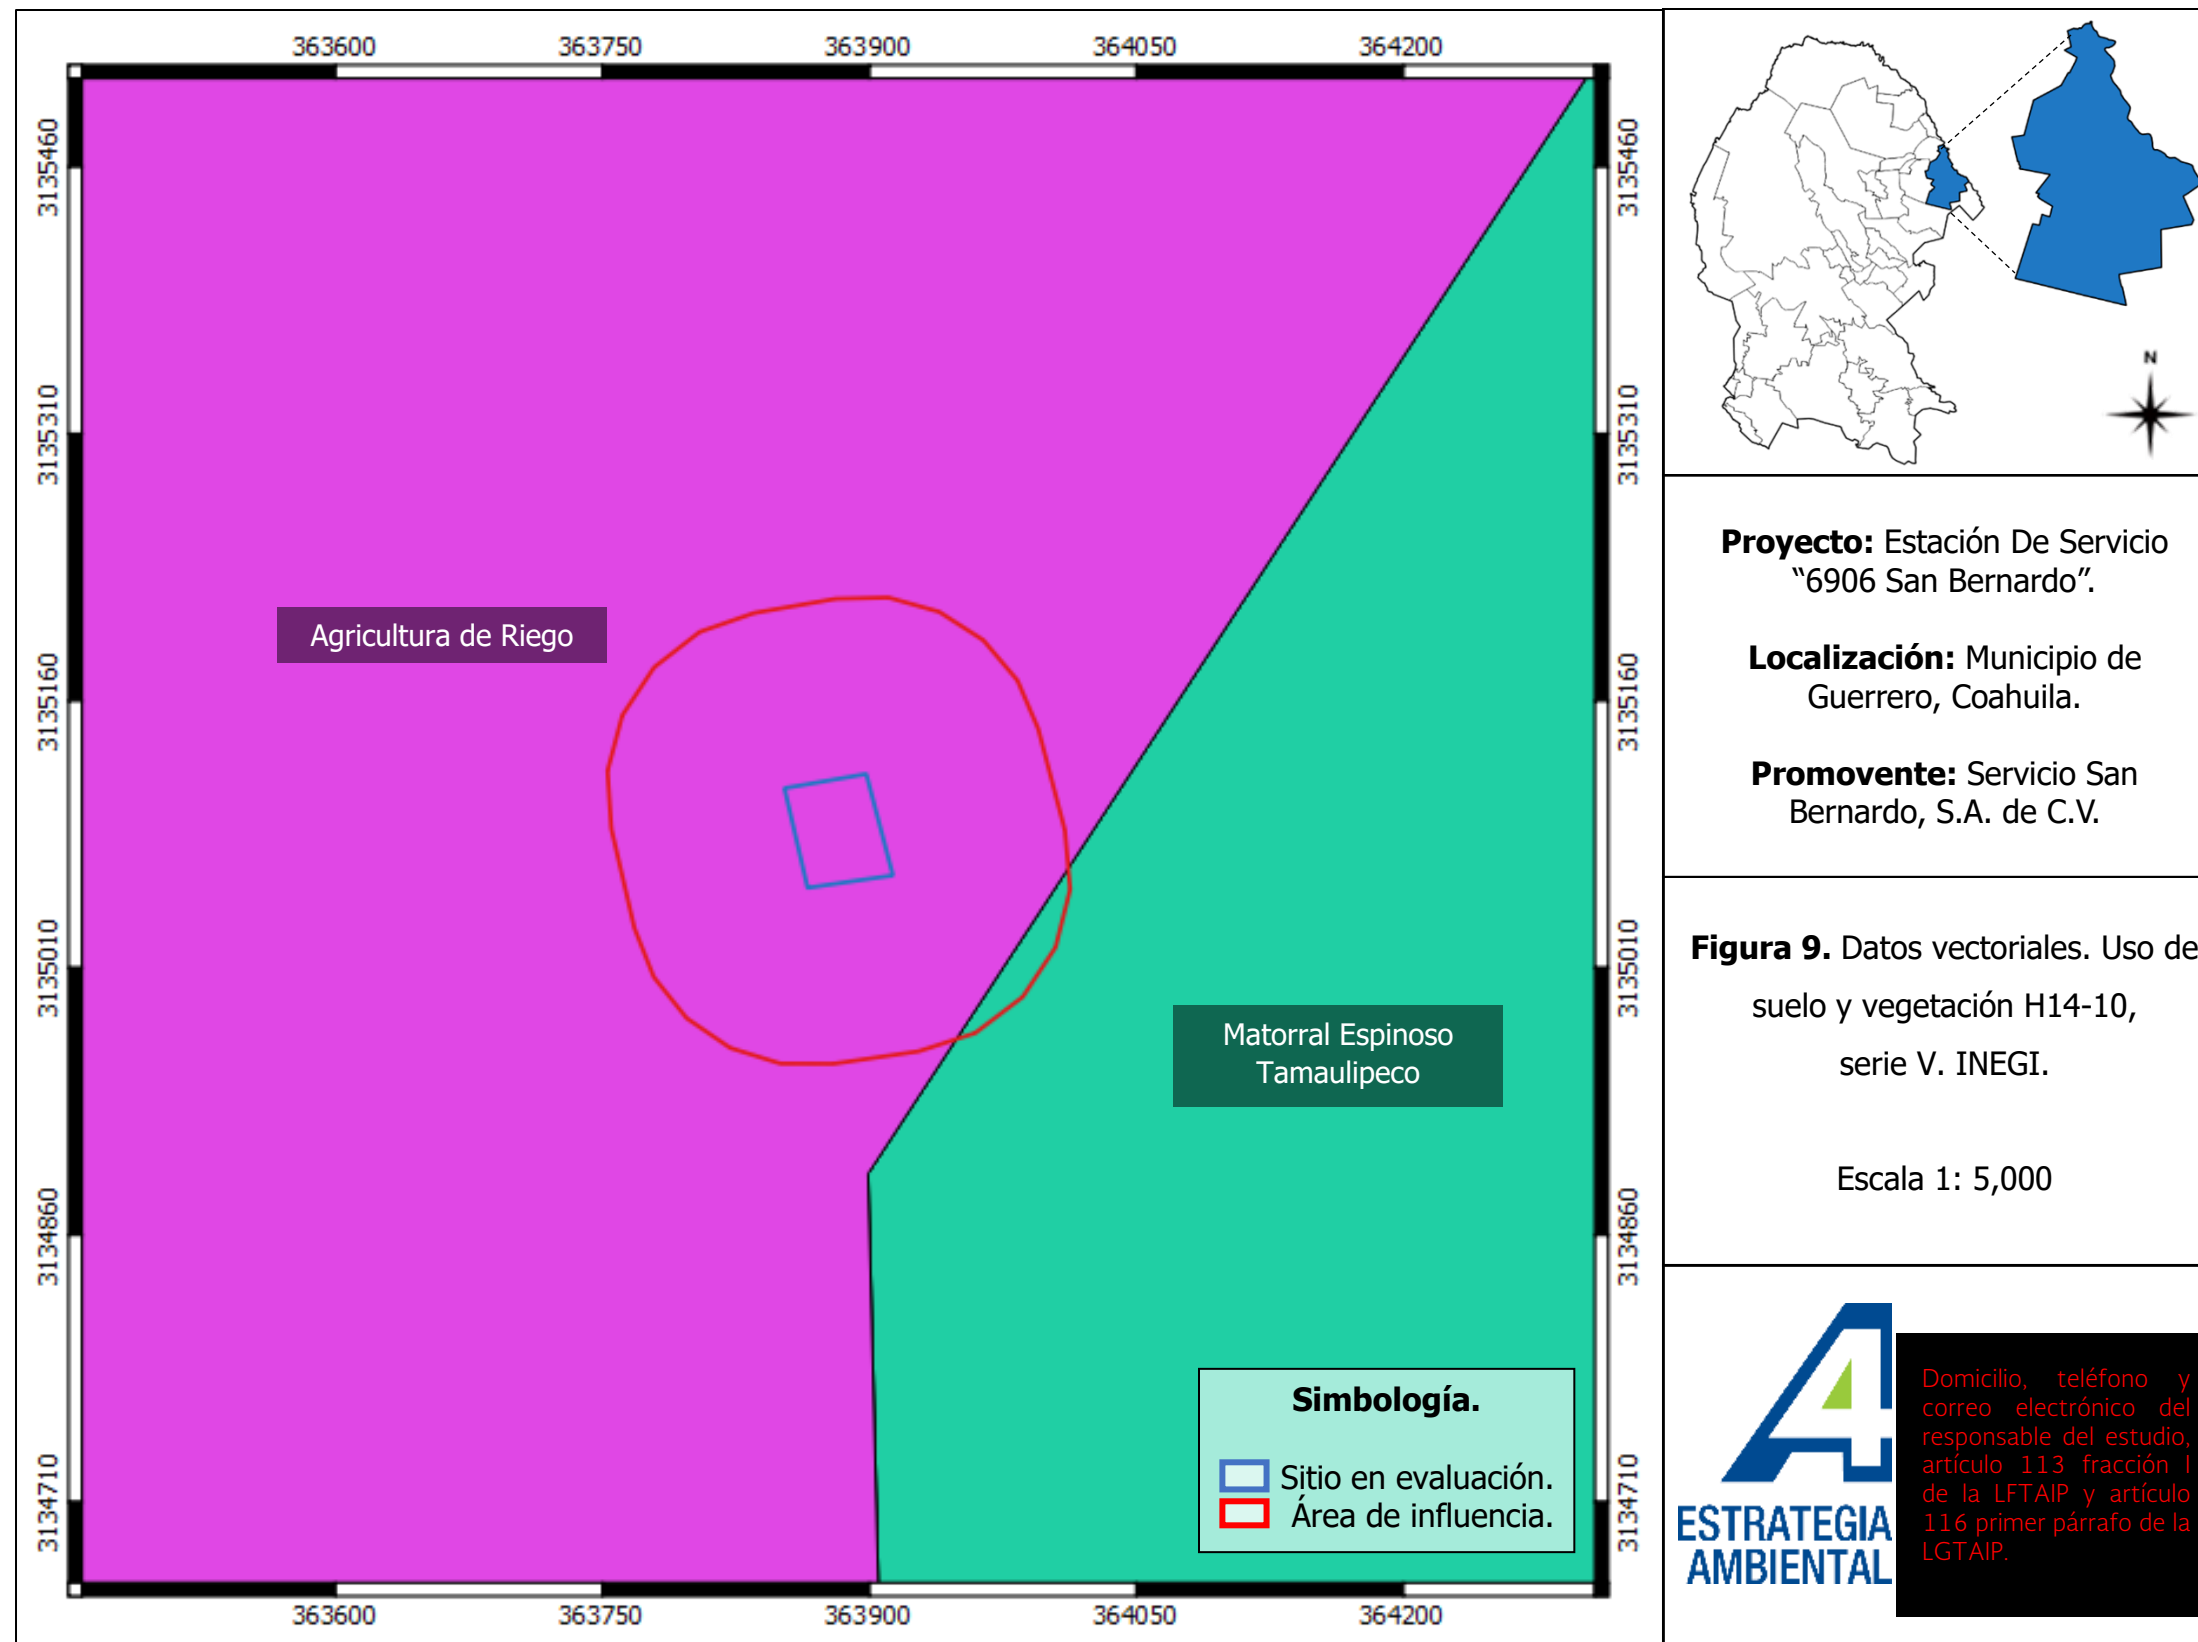 363600 363750 363900 364050 364200
3135460
3135310
3135160
3135010
3134860
3134710
3135460
3135310
3135160
3135010
3134860
3134710
Agricultura de Riego
Matorral Espinoso
Tamaulipeco
Simbología.
Sitio en evaluación.
Área de influencia.
363600 363750 363900 364050 364200
N
Proyecto: Estación De Servicio
“6906 San Bernardo”.
Localización: Municipio de
Guerrero, Coahuila.
Promovente: Servicio San
Bernardo, S.A. de C.V.
Figura 9. Datos vectoriales. Uso de
suelo y vegetación H14-10,
serie V. INEGI.
Escala 1: 5,000
ESTRATEGIA
AMBIENTAL
Domicilio, teléfono y
correo electrónico del
responsable del estudio,
artículo 113 fracción I
de la LFTAIP y artículo
116 primer párrafo de la
LGTAIP.